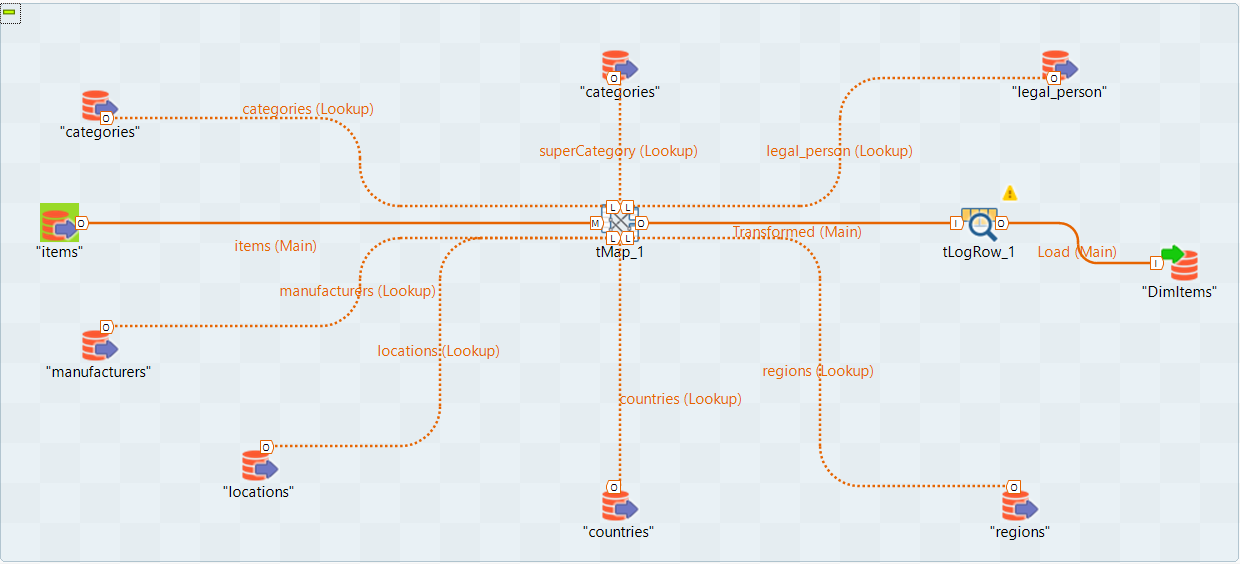 "categories"
"legal_person"
categories (Lookup)
"categories"
superCategory (Lookup)
legal_person (Lookup)
L L
O
M
O
I
O
"items"
items (Main)
L L
tMap_1
Transformed (Main)
tLogRow_1
Load (Main)
I
"DimItems"
manufacturers (Lookup)
O
"manufacturers"
locations (Lookup)
regions (Lookup)
countries (Lookup)
O
"locations"
O
"countries"
O
"regions"
O
O
O